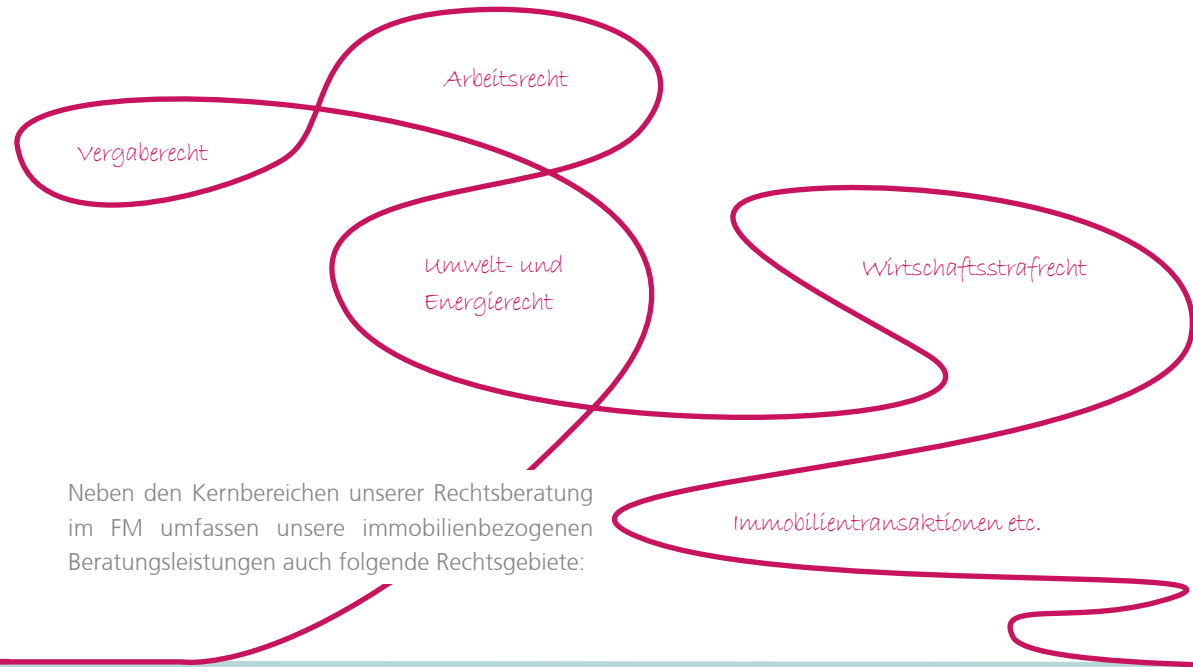 Arbeitsrecht
Vergaberecht
Umwelt- und
Energierecht
Wirtschaftsstrafrecht
Neben den Kernbereichen unserer Rechtsberatung
im FM umfassen unsere immobilienbezogenen
Beratungsleistungen auch folgende Rechtsgebiete:
Immobilientransaktionen etc.